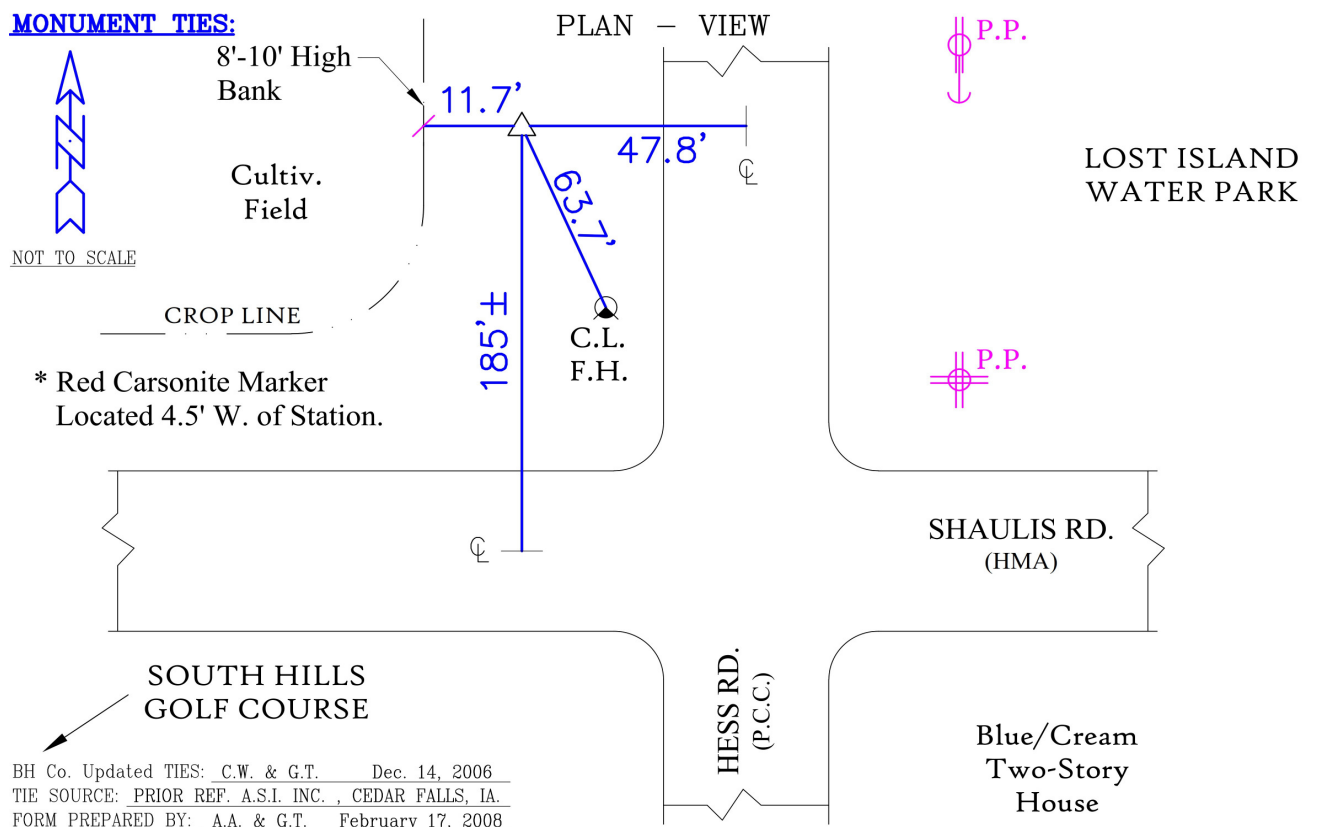 MONUMENT TIES:
PLAN - VIEW
P.P.
8'-10' High
Bank
11.7'
47.8'
℄
N
Cultiv.
Field
63.7'
LOST ISLAND
WATER PARK
NOT TO SCALE
CROP LINE
185'±
C.L.
F.H.
P.P.
* Red Carsonite Marker
Located 4.5' W. of Station.
℄
SHAULIS RD.
(HMA)
SOUTH HILLS
GOLF COURSE
HESS RD.
(P.C.C.)
Blue/Cream
Two-Story
House
BH Co. Updated TIES: C.W. & G.T. Dec. 14, 2006
TIE SOURCE: PRIOR REF. A.S.I. INC. , CEDAR FALLS, IA.
FORM PREPARED BY: A.A. & G.T. February 17, 2008